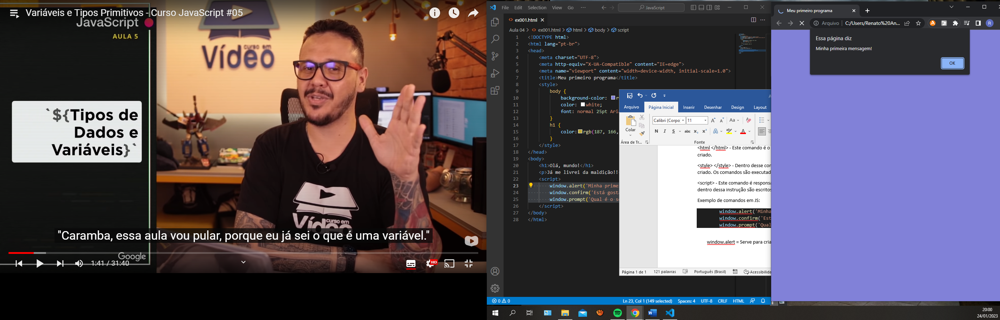 Variáveis e Tipos Primitivos - Curso JavaScript #05
JavaScript
AULA 5
`${Tipos de
Dados e
Variáveis}`
curso em
Vídeo
curso em
Vídeo
"Caramba, essa aula vou pular, porque eu já sei o que é uma variável."
Google
1:41 / 31:40
HD
File Edit Selection View Go ···
JavaScript
ex001.html
Aula 04 > ex001.html > html > body > script
1 <!DOCTYPE html>
2 <html lang="pt-br">
3 <head>
4 <meta charset="UTF-8">
5 <meta http-equiv="X-UA-Compatible" content="IE=edge">
6 <meta name="viewport" content="width=device-width, initial-scale=1.0">
7 <title>Meu primeiro programa</title>
8 <style>
9 body {
10 background-color: r
11 color: white;
12 font: normal 25pt Aria
13 }
14 h1 {
15 color: rgb(187, 166,
16 }
17 </style>
18 </head>
19 <body>
20 <h1>Olá, mundo!</h1>
21 <p>Já me livrei da maldição!!
22 <script>
23 window.alert('Minha prime
24 window.confirm('Está gosta
25 window.prompt('Qual é o se
26 </script>
27 </body>
28 </html>
0 0
Ln 23, Col 1 (149 selected) Spaces: 4 UTF-8 CRLF HTML
Arquivo Página Inicial Inserir Desenhar Design Layout
Colar
Calibri (Corpo) 11
Aa
N I S abc x₂ x²
Área de Tr... Fonte
<html </html> - Este comando é o
criado.
<style> </style> - Dentro desse com
criado. Os comandos são executad
<script> - Este comando é responsa
dentro dessa instrução são escritos
Exemplo de comandos em JS:
window.alert('Minha
window.confirm('Est
window.prompt('Qual
window.alert = Serve para cria
Página 1 de 1 121 palavras Português (Brasil) Acessibilida
Meu primeiro programa
Arquivo | C:/Users/Renato%20An...
R
Essa página diz
Minha primeira mensagem!
OK
20:00
24/01/2023